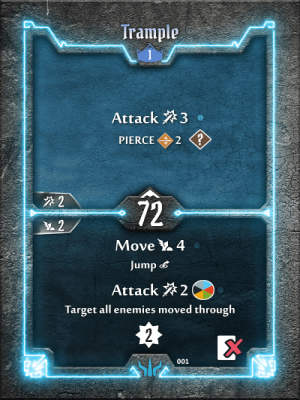 Trample
1
Attack 3
PIERCE 2 ?
2
72
2
Move 4
Jump
Attack 2
Target all enemies moved through
2
001